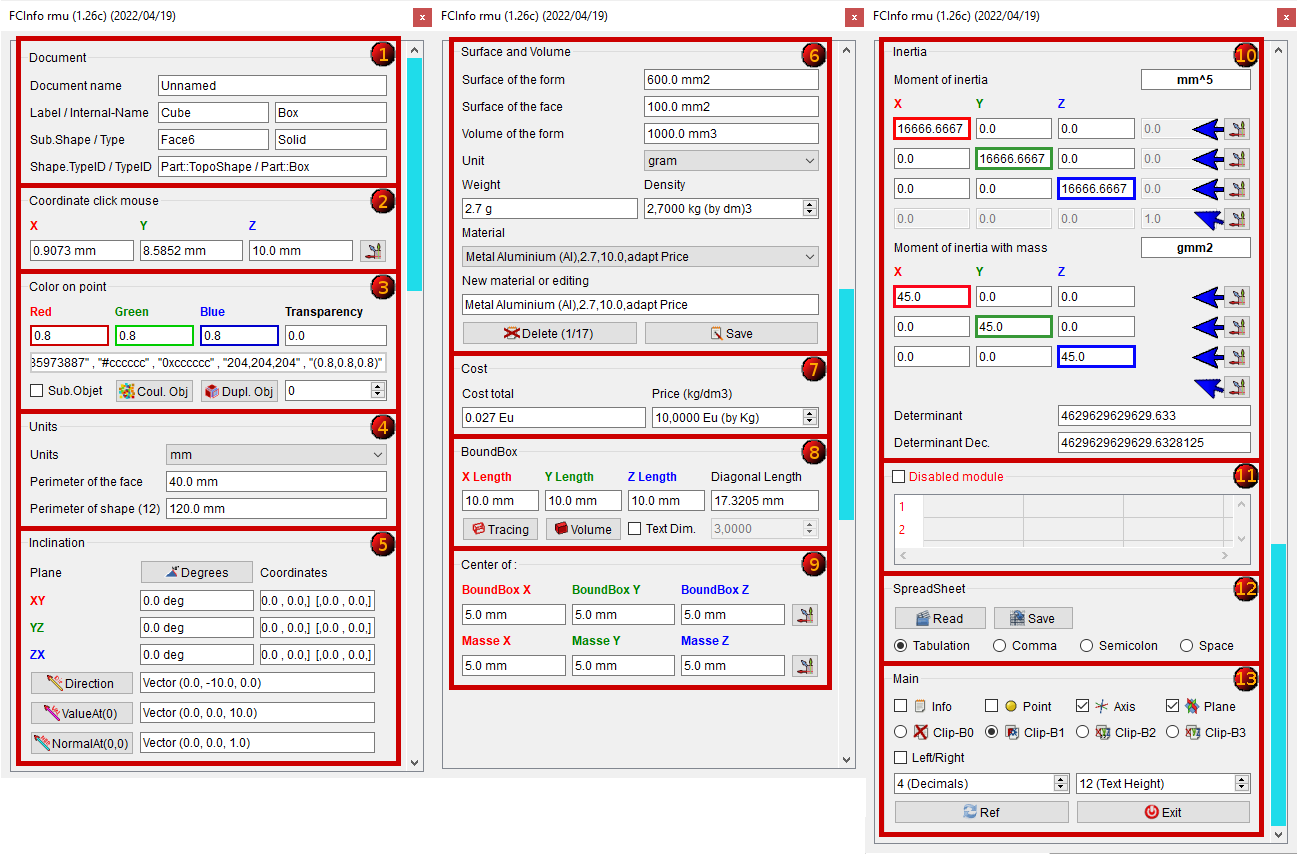 FCInfo rmu (1.26c) (2022/04/19)
x
Document
1
Document name
Unnamed
Label / Internal-Name
Cube
Box
Sub.Shape / Type
Face6
Solid
Shape.TypeID / TypeID
Part::TopoShape / Part::Box
Coordinate click mouse
2
X
Y
Z
0.9073 mm
8.5852 mm
10.0 mm
Color on point
3
Red
Green
Blue
Transparency
0.8
0.8
0.8
0.0
35973887" , "#cccccc" , "0xcccccc" , "204,204,204" , "(0.8,0.8,0.8)"
Sub.Objet
Coul. Obj
Dupl. Obj
0
Units
4
Units
mm
Perimeter of the face
40.0 mm
Perimeter of shape (12)
120.0 mm
Inclination
5
Plane
Degrees
Coordinates
XY
0.0 deg
0.0 , 0.0,] [,0.0 , 0.0,]
YZ
0.0 deg
0.0 , 0.0,] [,0.0 , 0.0,]
ZX
0.0 deg
0.0 , 0.0,] [,0.0 , 0.0,]
Direction
Vector (0.0, -10.0, 0.0)
ValueAt(0)
Vector (0.0, 0.0, 10.0)
NormalAt(0,0)
Vector (0.0, 0.0, 1.0)
FCInfo rmu (1.26c) (2022/04/19)
x
Surface and Volume
6
Surface of the form
600.0 mm2
Surface of the face
100.0 mm2
Volume of the form
1000.0 mm3
Unit
gram
Weight
Density
2.7 g
2,7000 kg (by dm)3
Material
Metal Aluminium (Al),2.7,10.0,adapt Price
New material or editing
Metal Aluminium (Al),2.7,10.0,adapt Price
Delete (1/17)
Save
Cost
7
Cost total
Price (kg/dm3)
0.027 Eu
10,0000 Eu (by Kg)
BoundBox
8
X Length
Y Length
Z Length
Diagonal Length
10.0 mm
10.0 mm
10.0 mm
17.3205 mm
Tracing
Volume
Text Dim.
3,0000
Center of :
9
BoundBox X
BoundBox Y
BoundBox Z
5.0 mm
5.0 mm
5.0 mm
Masse X
Masse Y
Masse Z
5.0 mm
5.0 mm
5.0 mm
FCInfo rmu (1.26c) (2022/04/19)
x
Inertia
10
Moment of inertia
mm^5
X
Y
Z
16666.6667
0.0
0.0
0.0
0.0
16666.6667
0.0
0.0
0.0
0.0
16666.6667
0.0
0.0
0.0
0.0
1.0
Moment of inertia with mass
gmm2
X
Y
Z
45.0
0.0
0.0
0.0
45.0
0.0
0.0
0.0
45.0
Determinant
4629629629629.633
Determinant Dec.
4629629629629.6328125
Disabled module
11
1
2
SpreadSheet
12
Read
Save
Tabulation
Comma
Semicolon
Space
Main
13
Info
Point
Axis
Plane
Clip-B0
Clip-B1
Clip-B2
Clip-B3
Left/Right
4 (Decimals)
12 (Text Height)
Ref
Exit